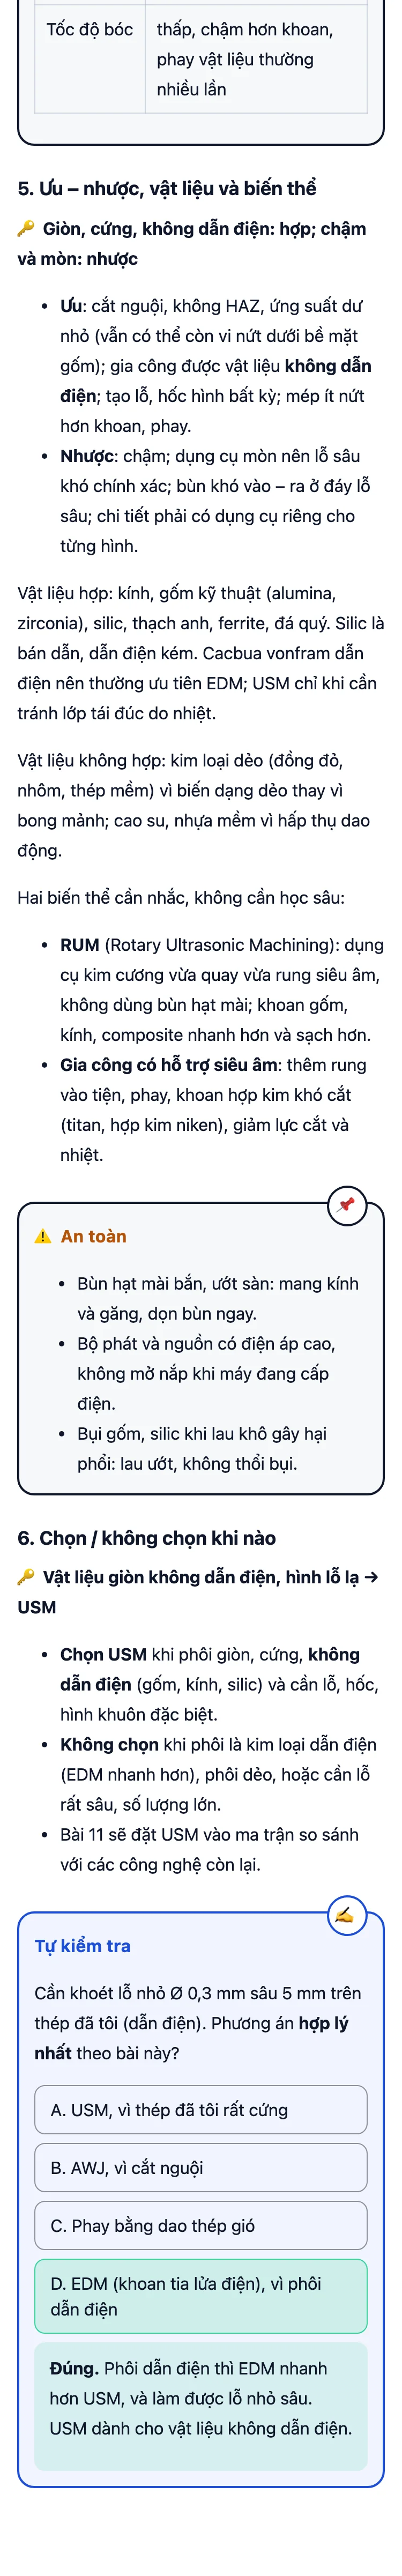 Tốc độ bóc
thấp, chậm hơn khoan,
phay vật liệu thường
nhiều lần
5. Ưu – nhược, vật liệu và biến thể
🔑 Giòn, cứng, không dẫn điện: hợp; chậm
và mòn: nhược
• Ưu: cắt nguội, không HAZ, ứng suất dư
nhỏ (vẫn có thể còn vi nứt dưới bề mặt
gốm); gia công được vật liệu không dẫn
điện; tạo lỗ, hốc hình bất kỳ; mép ít nứt
hơn khoan, phay.
• Nhược: chậm; dụng cụ mòn nên lỗ sâu
khó chính xác; bùn khó vào – ra ở đáy lỗ
sâu; chi tiết phải có dụng cụ riêng cho
từng hình.
Vật liệu hợp: kính, gốm kỹ thuật (alumina,
zirconia), silic, thạch anh, ferrite, đá quý. Silic là
bán dẫn, dẫn điện kém. Cacbua vonfram dẫn
điện nên thường ưu tiên EDM; USM chỉ khi cần
tránh lớp tái đúc do nhiệt.
Vật liệu không hợp: kim loại dẻo (đồng đỏ,
nhôm, thép mềm) vì biến dạng dẻo thay vì
bong mảnh; cao su, nhựa mềm vì hấp thụ dao
động.
Hai biến thể cần nhắc, không cần học sâu:
• RUM (Rotary Ultrasonic Machining): dụng
cụ kim cương vừa quay vừa rung siêu âm,
không dùng bùn hạt mài; khoan gốm,
kính, composite nhanh hơn và sạch hơn.
• Gia công có hỗ trợ siêu âm: thêm rung
vào tiện, phay, khoan hợp kim khó cắt
(titan, hợp kim niken), giảm lực cắt và
nhiệt.
⚠️ An toàn
• Bùn hạt mài bắn, ướt sàn: mang kính
và găng, dọn bùn ngay.
• Bộ phát và nguồn có điện áp cao,
không mở nắp khi máy đang cấp
điện.
• Bụi gốm, silic khi lau khô gây hại
phổi: lau ướt, không thổi bụi.
6. Chọn / không chọn khi nào
🔑 Vật liệu giòn không dẫn điện, hình lỗ lạ →
USM
• Chọn USM khi phôi giòn, cứng, không
dẫn điện (gốm, kính, silic) và cần lỗ, hốc,
hình khuôn đặc biệt.
• Không chọn khi phôi là kim loại dẫn điện
(EDM nhanh hơn), phôi dẻo, hoặc cần lỗ
rất sâu, số lượng lớn.
• Bài 11 sẽ đặt USM vào ma trận so sánh
với các công nghệ còn lại.
Tự kiểm tra
Cần khoét lỗ nhỏ Ø 0,3 mm sâu 5 mm trên
thép đã tôi (dẫn điện). Phương án hợp lý
nhất theo bài này?
A. USM, vì thép đã tôi rất cứng
B. AWJ, vì cắt nguội
C. Phay bằng dao thép gió
D. EDM (khoan tia lửa điện), vì phôi
dẫn điện
Đúng. Phôi dẫn điện thì EDM nhanh
hơn USM, và làm được lỗ nhỏ sâu.
USM dành cho vật liệu không dẫn điện.